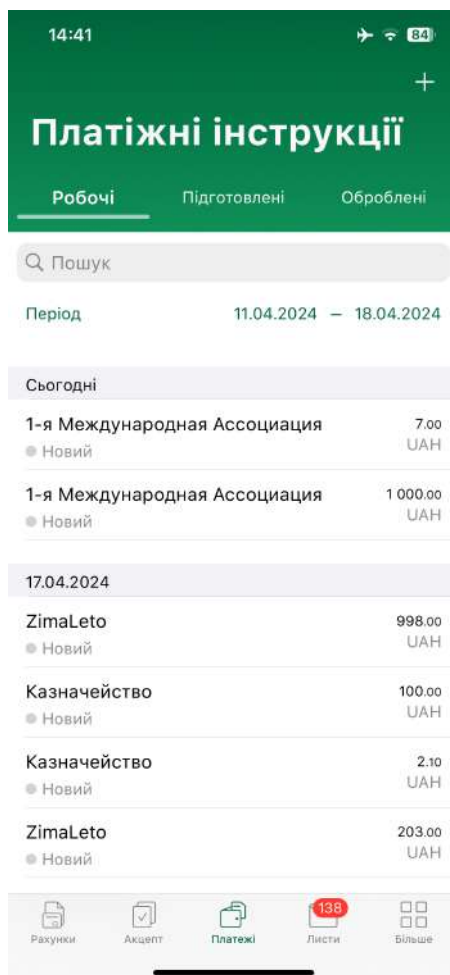 14:41
84
+
Платіжні інструкції
Робочі Підготовлені Оброблені
Пошук
Період 11.04.2024 – 18.04.2024
Сьогодні
1-я Международная Ассоциация 7.00
Новий UAH
1-я Международная Ассоциация 1 000.00
Новий UAH
17.04.2024
ZimaLeto 998.00
Новий UAH
Казначейство 100.00
Новий UAH
Казначейство 2.10
Новий UAH
ZimaLeto 203.00
Новий UAH
138
Рахунки Акцепт Платежі Листи Більше